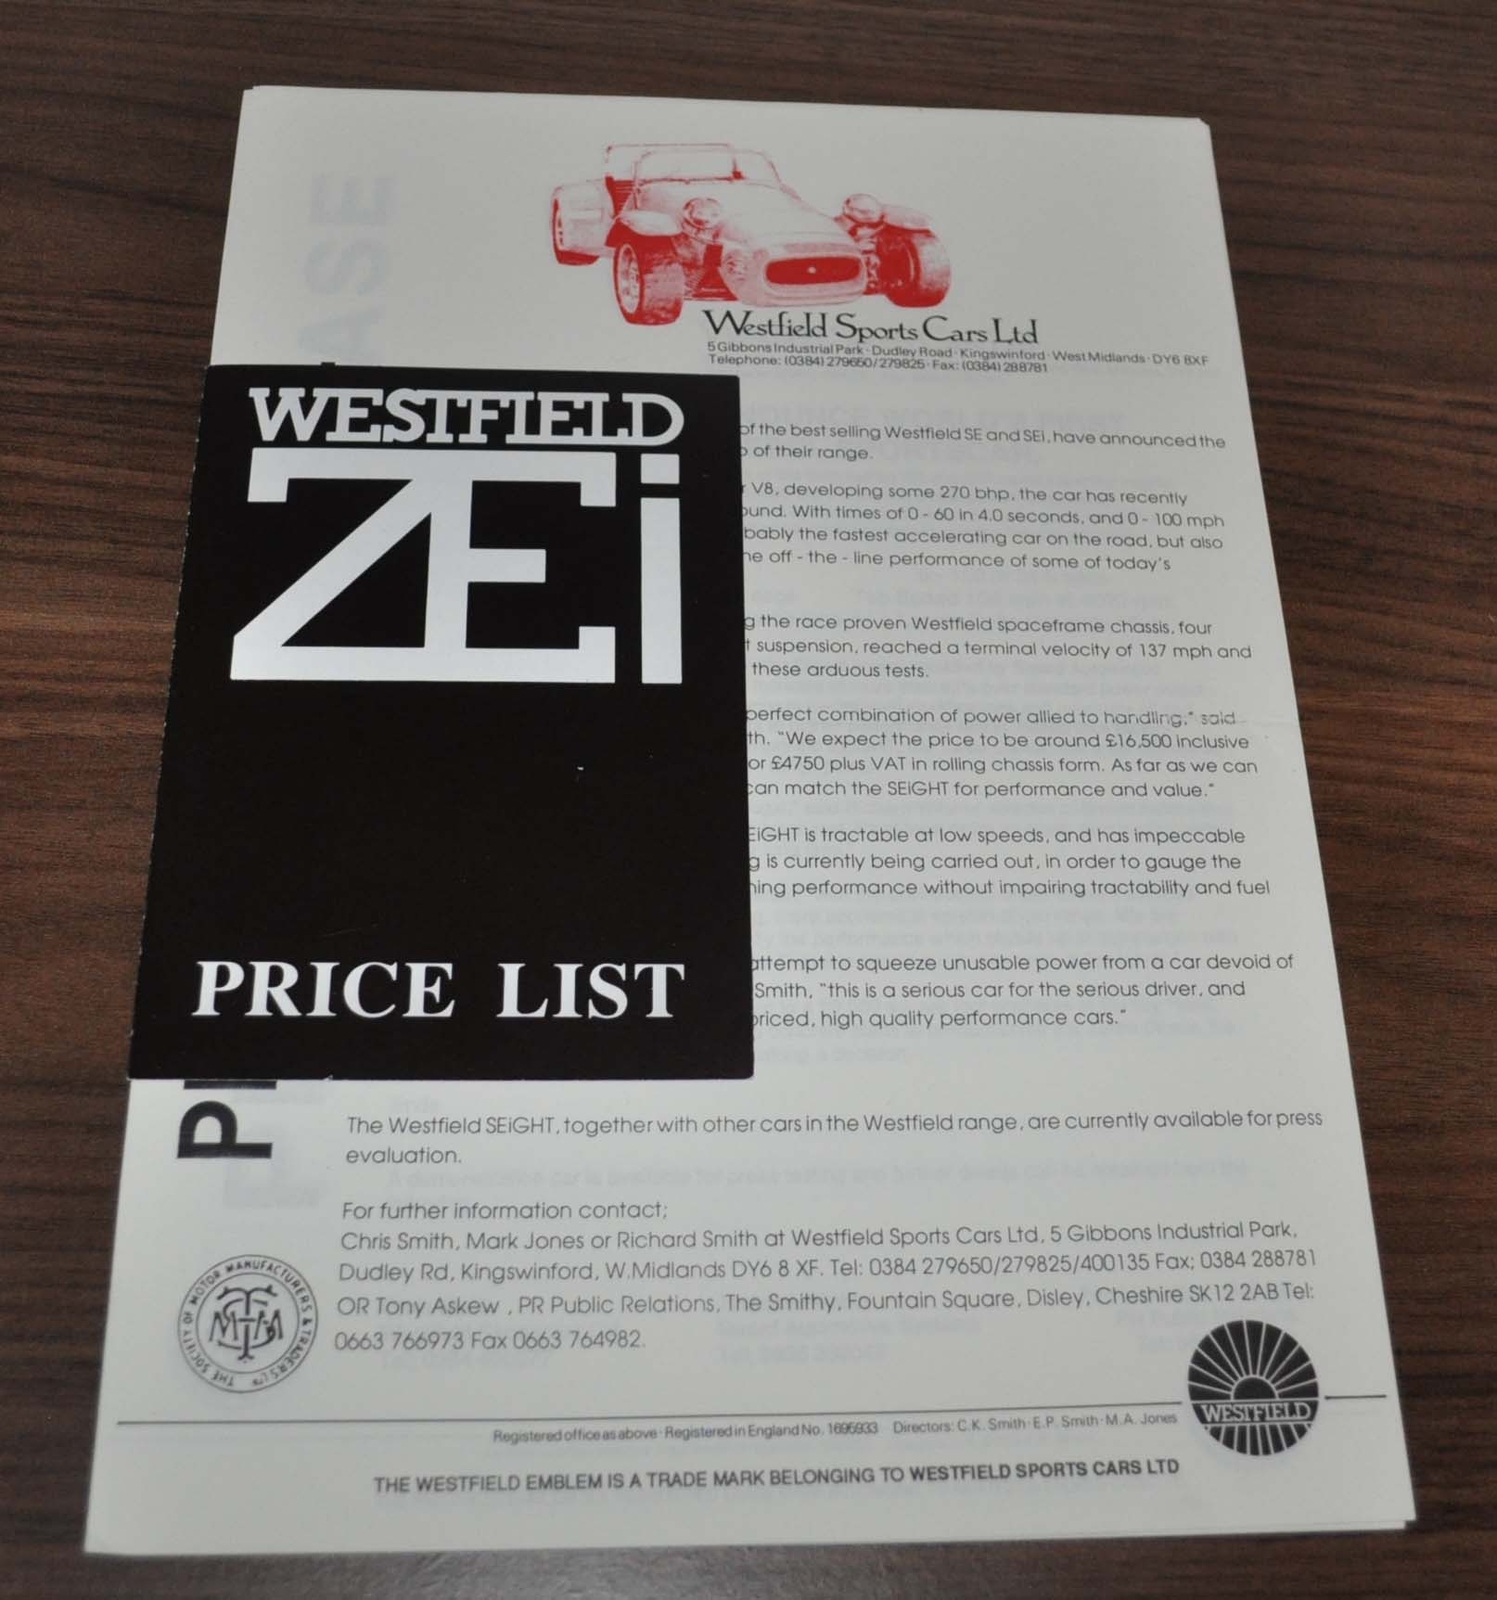 Westfield Sports Cars Ltd
5 Gibbons Industrial Park · Dudley Road · Kingswinford · West Midlands · DY6 8XF
Telephone: (0384) 279650/279825 · Fax: (0384) 288781
WESTFIELD
ZEi
PRICE LIST
of the best selling Westfield SE and SEi, have announced the
of their range.
V8, developing some 270 bhp, the car has recently
With times of 0 - 60 in 4.0 seconds, and 0 - 100 mph
the fastest accelerating car on the road, but also
off - the - line performance of some of today's
the race proven Westfield spaceframe chassis, four
suspension, reached a terminal velocity of 137 mph and
these arduous tests.
perfect combination of power allied to handling," said
"We expect the price to be around £16,500 inclusive
or £4750 plus VAT in rolling chassis form. As far as we can
can match the SEiGHT for performance and value."
EiGHT is tractable at low speeds, and has impeccable
is currently being carried out, in order to gauge the
performance without impairing tractability and fuel
attempt to squeeze unusable power from a car devoid of
Smith, "this is a serious car for the serious driver, and
priced, high quality performance cars."
The Westfield SEiGHT, together with other cars in the Westfield range, are currently available for press
evaluation.
For further information contact;
Chris Smith, Mark Jones or Richard Smith at Westfield Sports Cars Ltd, 5 Gibbons Industrial Park,
Dudley Rd, Kingswinford, W.Midlands DY6 8 XF. Tel: 0384 279650/279825/400135 Fax; 0384 288781
OR Tony Askew , PR Public Relations, The Smithy, Fountain Square, Disley, Cheshire SK12 2AB Tel:
0663 766973 Fax 0663 764982.
THE SOCIETY OF MOTOR MANUFACTURERS & TRADERS LTD
SMMT
WESTFIELD
Registered office as above · Registered in England No. 1695933 Directors: C.K. Smith · E.P. Smith · M.A. Jones
THE WESTFIELD EMBLEM IS A TRADE MARK BELONGING TO WESTFIELD SPORTS CARS LTD